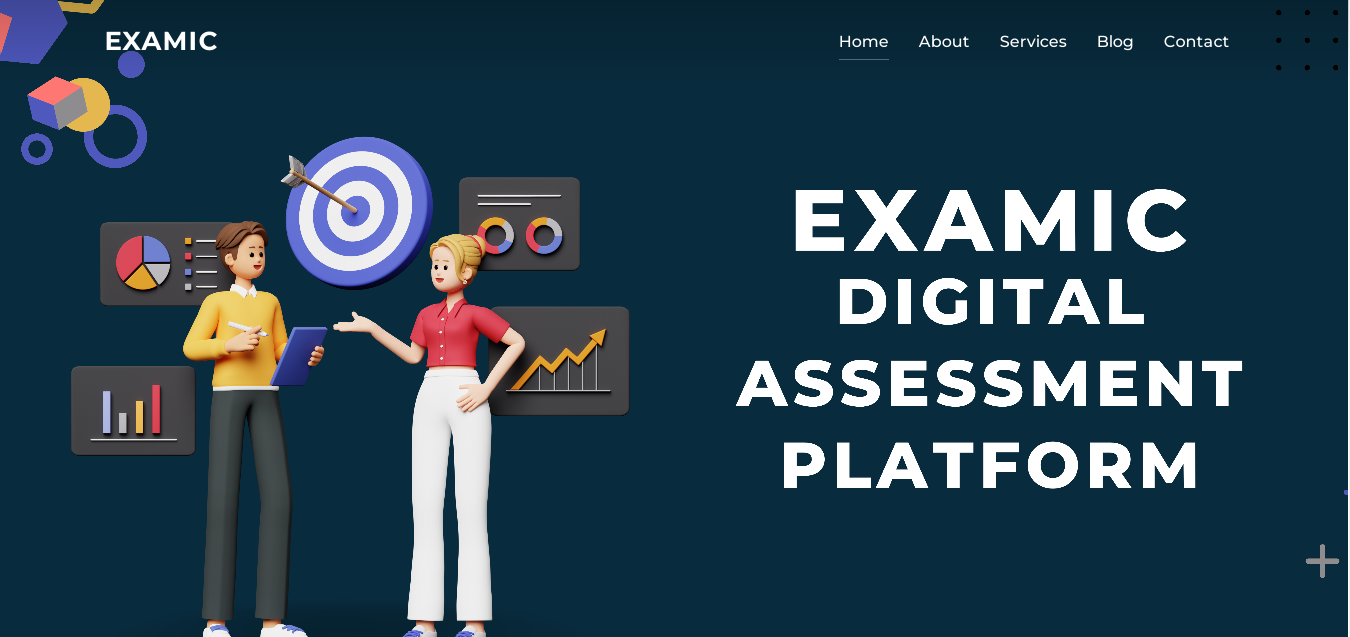 EXAMIC
Home About Services Blog Contact
EXAMIC
DIGITAL
ASSESSMENT
PLATFORM